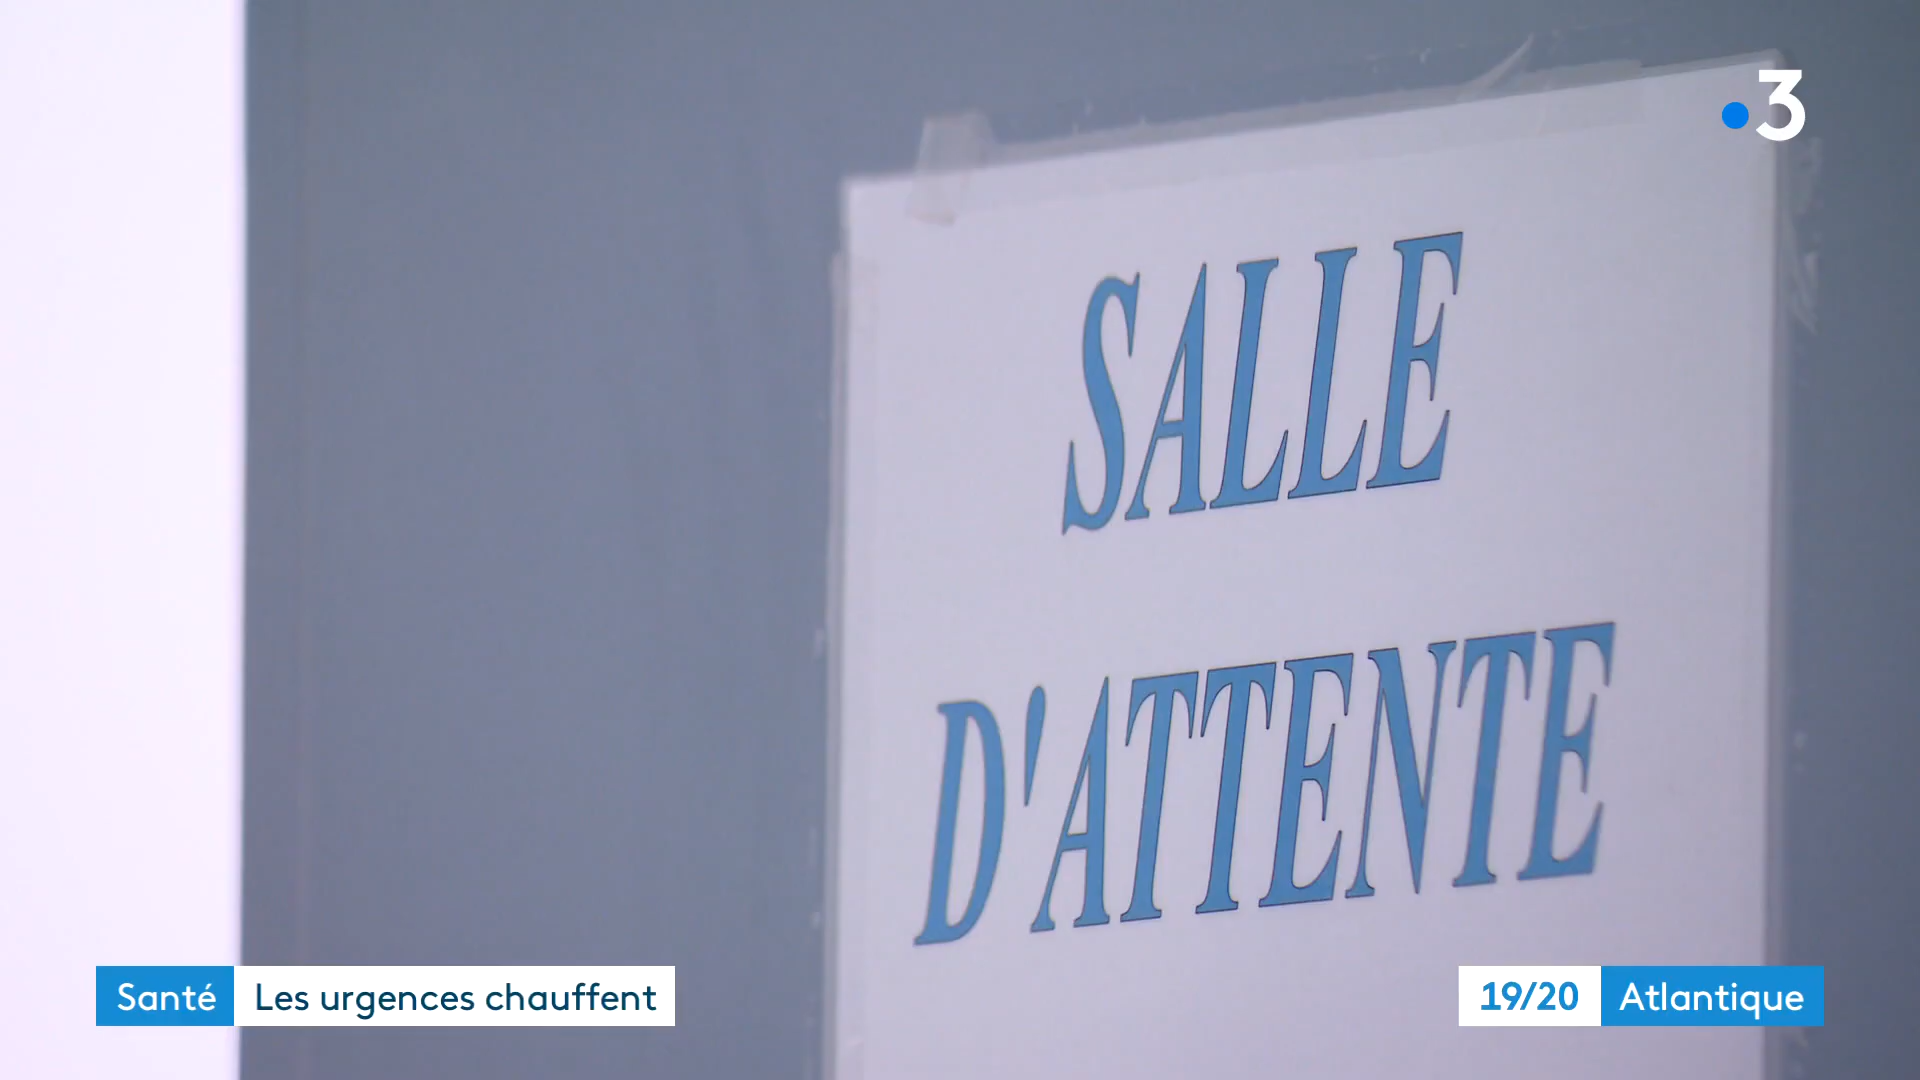 3
SALLE
D'ATTENTE
Santé Les urgences chauffent
19/20 Atlantique